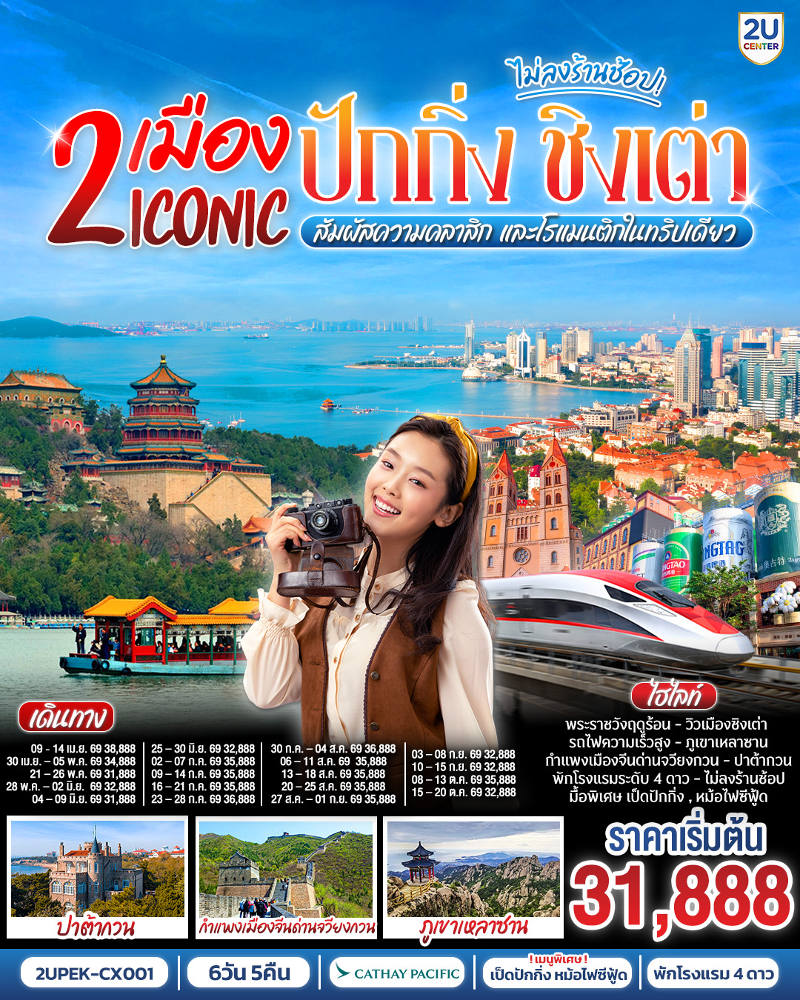 2U
CENTER
ไม่ลงร้านช้อป!
2 เมือง
ICONIC
ปักกิ่ง ชิงเต่า
สัมผัสความคลาสิก และโรแมนติกในทริปเดียว
NGTAO
啤酒
NGTAG
啤酒
奥古特
เดินทาง
09 - 14 เม.ย. 69 38,888
30 เม.ย. – 05 พ.ค. 69 34,888
21 – 26 พ.ค. 69 31,888
28 พ.ค. – 02 มิ.ย. 69 32,888
04 – 09 มิ.ย. 69 31,888
25 – 30 มิ.ย. 69 32,888
02 – 07 ก.ค. 69 35,888
09 – 14 ก.ค. 69 35,888
16 – 21 ก.ค. 69 35,888
23 – 28 ก.ค. 69 36,888
30 ก.ค. – 04 ส.ค. 69 36,888
06 – 11 ส.ค. 69 35,888
13 – 18 ส.ค. 69 35,888
20 – 25 ส.ค. 69 35,888
27 ส.ค. – 01 ก.ย. 69 35,888
03 – 08 ก.ย. 69 32,888
10 – 15 ก.ย. 69 32,888
08 – 13 ต.ค. 69 35,888
15 – 20 ต.ค. 69 32,888
ไฮไลท์
พระราชวังฤดูร้อน - วิวเมืองชิงเต่า
รถไฟความเร็วสูง - ภูเขาเหลาซาน
กำแพงเมืองจีนด่านจวียงกวน - ปาต้ากวน
พักโรงแรมระดับ 4 ดาว – ไม่ลงร้านช้อป
มื้อพิเศษ เป็ดปักกิ่ง , หม้อไฟซีฟู้ด
ปาต้ากวน
กำแพงเมืองจีนด่านจวียงกวน
ภูเขาเหลาซาน
ราคาเริ่มต้น
31,888
2UPEK-CX001
6วัน 5คืน
CATHAY PACIFIC
! เมนูพิเศษ !
เป็ดปักกิ่ง หม้อไฟซีฟู้ด
พักโรงแรม 4 ดาว